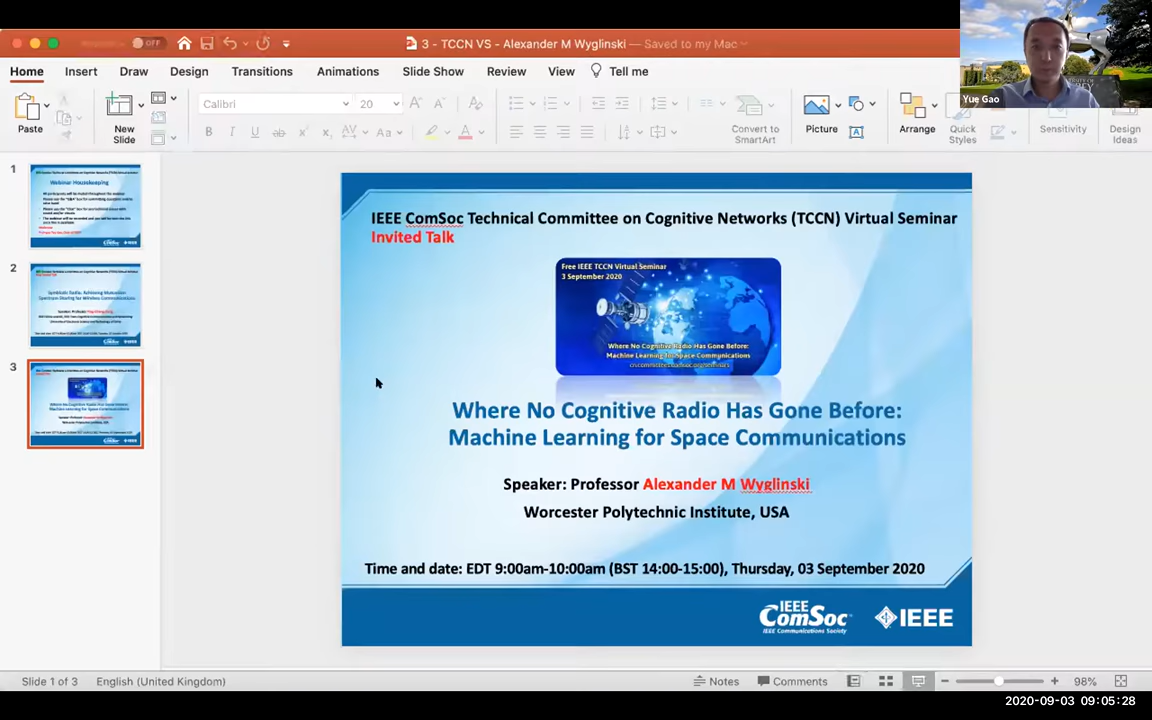 OFF
3 - TCCN VS - Alexander M Wyglinski — Saved to my Mac
Home Insert Draw Design Transitions Animations Slide Show Review View Tell me
Paste
New
Slide
Calibri 20
Convert to
SmartArt
Picture
Arrange
Quick
Styles
Sensitivity
Design
Ideas
Yue Gao
1
Webinar Housekeeping
2
3
IEEE ComSoc Technical Committee on Cognitive Networks (TCCN) Virtual Seminar
Invited Talk
Free IEEE TCCN Virtual Seminar
3 September 2020
Where No Cognitive Radio Has Gone Before:
Machine Learning for Space Communications
Where No Cognitive Radio Has Gone Before:
Machine Learning for Space Communications
Speaker: Professor Alexander M Wyglinski
Worcester Polytechnic Institute, USA
Time and date: EDT 9:00am-10:00am (BST 14:00-15:00), Thursday, 03 September 2020
IEEE
ComSoc
IEEE Communications Society
IEEE
Slide 1 of 3 English (United Kingdom) Notes Comments 98%
2020-09-03 09:05:28